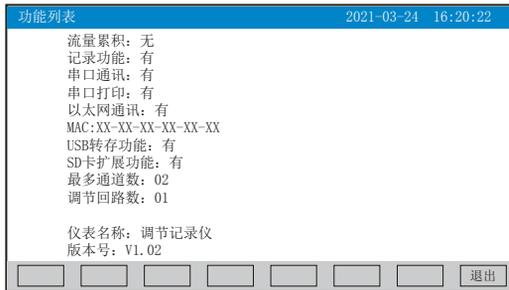 功能列表 2021-03-24 16:20:22
流量累积：无
记录功能：有
串口通讯：有
串口打印：有
以太网通讯：有
MAC:XX-XX-XX-XX-XX-XX
USB转存功能：有
SD卡扩展功能：有
最多通道数：02
调节回路数：01
仪表名称：调节记录仪
版本号：V1.02
退出